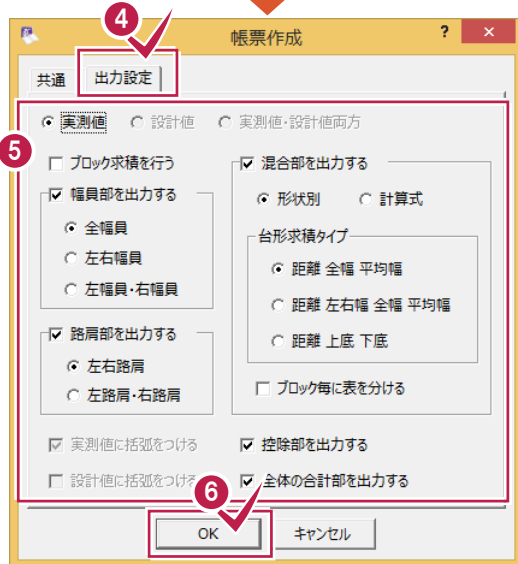 4
帳票作成 ? ×
共通 出力設定
5
実測値 設計値 実測値・設計値両方
ブロック求積を行う 混合部を出力する
幅員部を出力する 形状別 計算式
全幅員 台形求積タイプ
左右幅員 距離 全幅 平均幅
左幅員・右幅員 距離 左右幅 全幅 平均幅
路肩部を出力する 距離 上底 下底
左右路肩 ブロック毎に表を分ける
左路肩・右路肩
実測値に括弧をつける 控除部を出力する
設計値に括弧をつける 全体の合計部を出力する
6
OK キャンセル